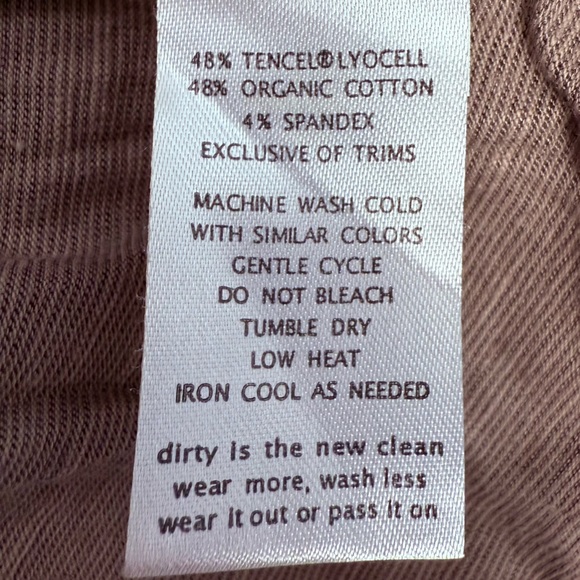 48% TENCEL® LYOCELL
48% ORGANIC COTTON
4% SPANDEX
EXCLUSIVE OF TRIMS
MACHINE WASH COLD
WITH SIMILAR COLORS
GENTLE CYCLE
DO NOT BLEACH
TUMBLE DRY
LOW HEAT
IRON COOL AS NEEDED
dirty is the new clean
wear more, wash less
wear it out or pass it on